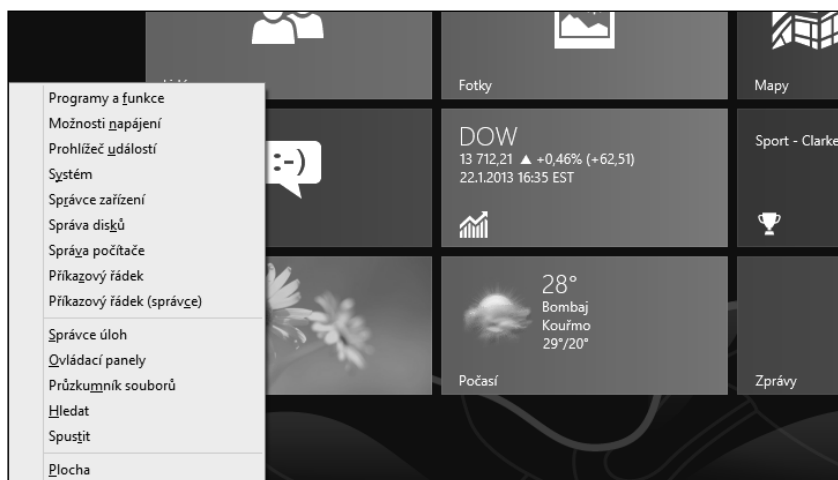 Programy a funkce
Možnosti napájení
Prohlížeč událostí
Systém
Správce zařízení
Správa disků
Správa počítače
Příkazový řádek
Příkazový řádek (správce)
Správce úloh
Ovládací panely
Průzkumník souborů
Hledat
Spustit
Plocha
Fotky
Mapy
:-)
DOW
13 712,21 ▲ +0,46% (+62,51)
22.1.2013 16:35 EST
Sport - Clarke
28°
Bombaj
Kouřmo
29°/20°
Počasí
Zprávy